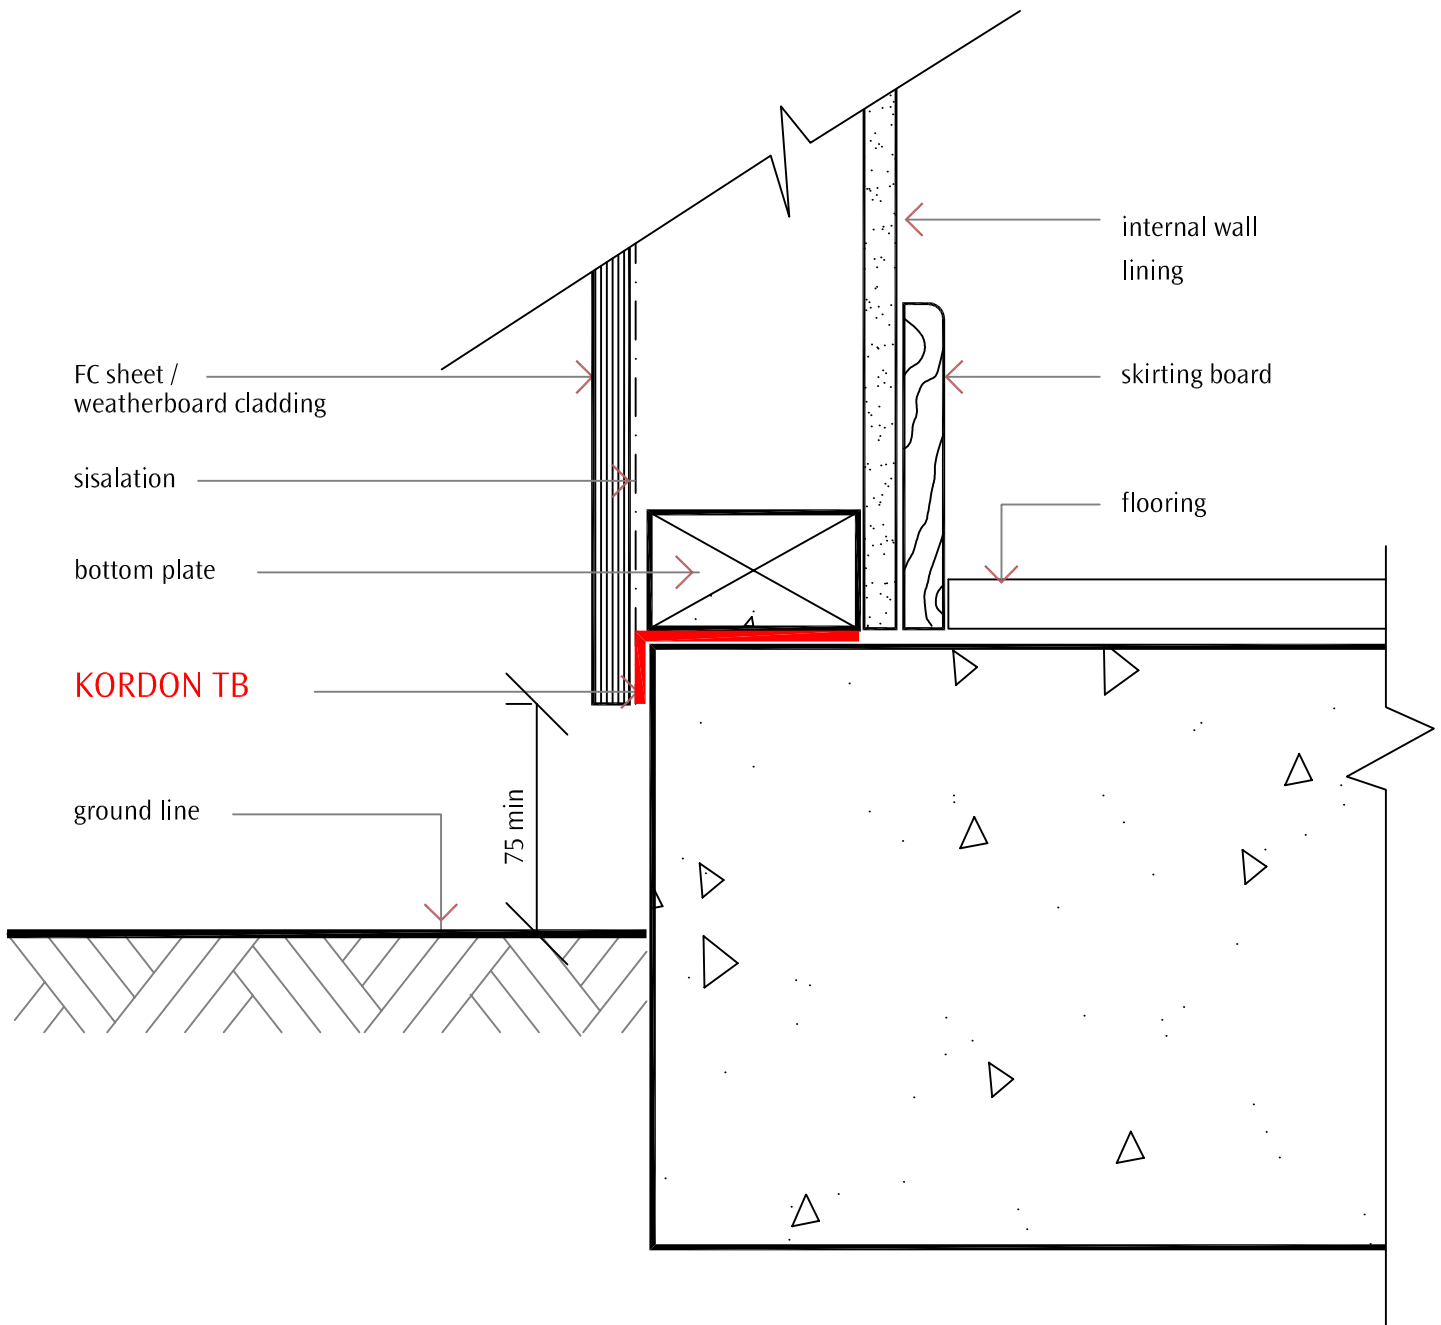 internal wall
lining
FC sheet /
weatherboard cladding
skirting board
sisalation
flooring
bottom plate
KORDON TB
ground line
75 min